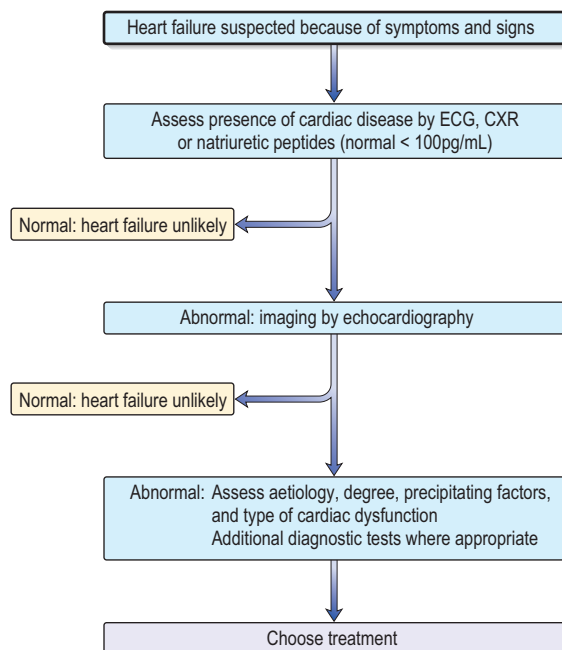 Heart failure suspected because of symptoms and signs
Assess presence of cardiac disease by ECG, CXR
or natriuretic peptides (normal < 100pg/mL)
Normal: heart failure unlikely
Abnormal: imaging by echocardiography
Normal: heart failure unlikely
Abnormal: Assess aetiology, degree, precipitating factors,
and type of cardiac dysfunction
Additional diagnostic tests where appropriate
Choose treatment